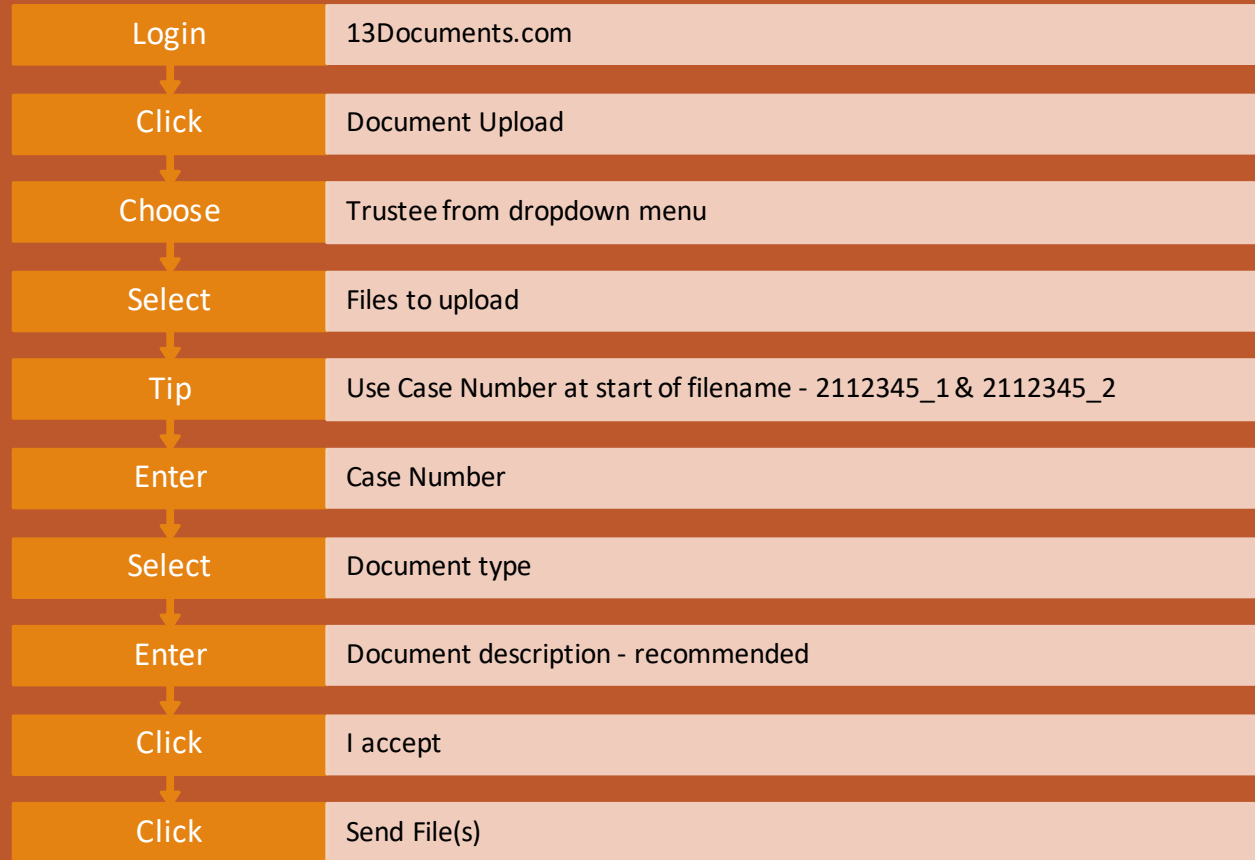 Login 13Documents.com
Click Document Upload
Choose Trustee from dropdown menu
Select Files to upload
Tip Use Case Number at start of filename - 2112345_1 & 2112345_2
Enter Case Number
Select Document type
Enter Document description - recommended
Click I accept
Click Send File(s)